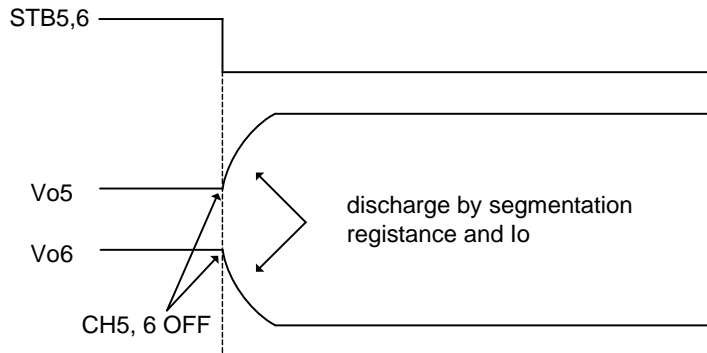 STB5,6
Vo5
discharge by segmentation
registance and Io
Vo6
CH5, 6 OFF